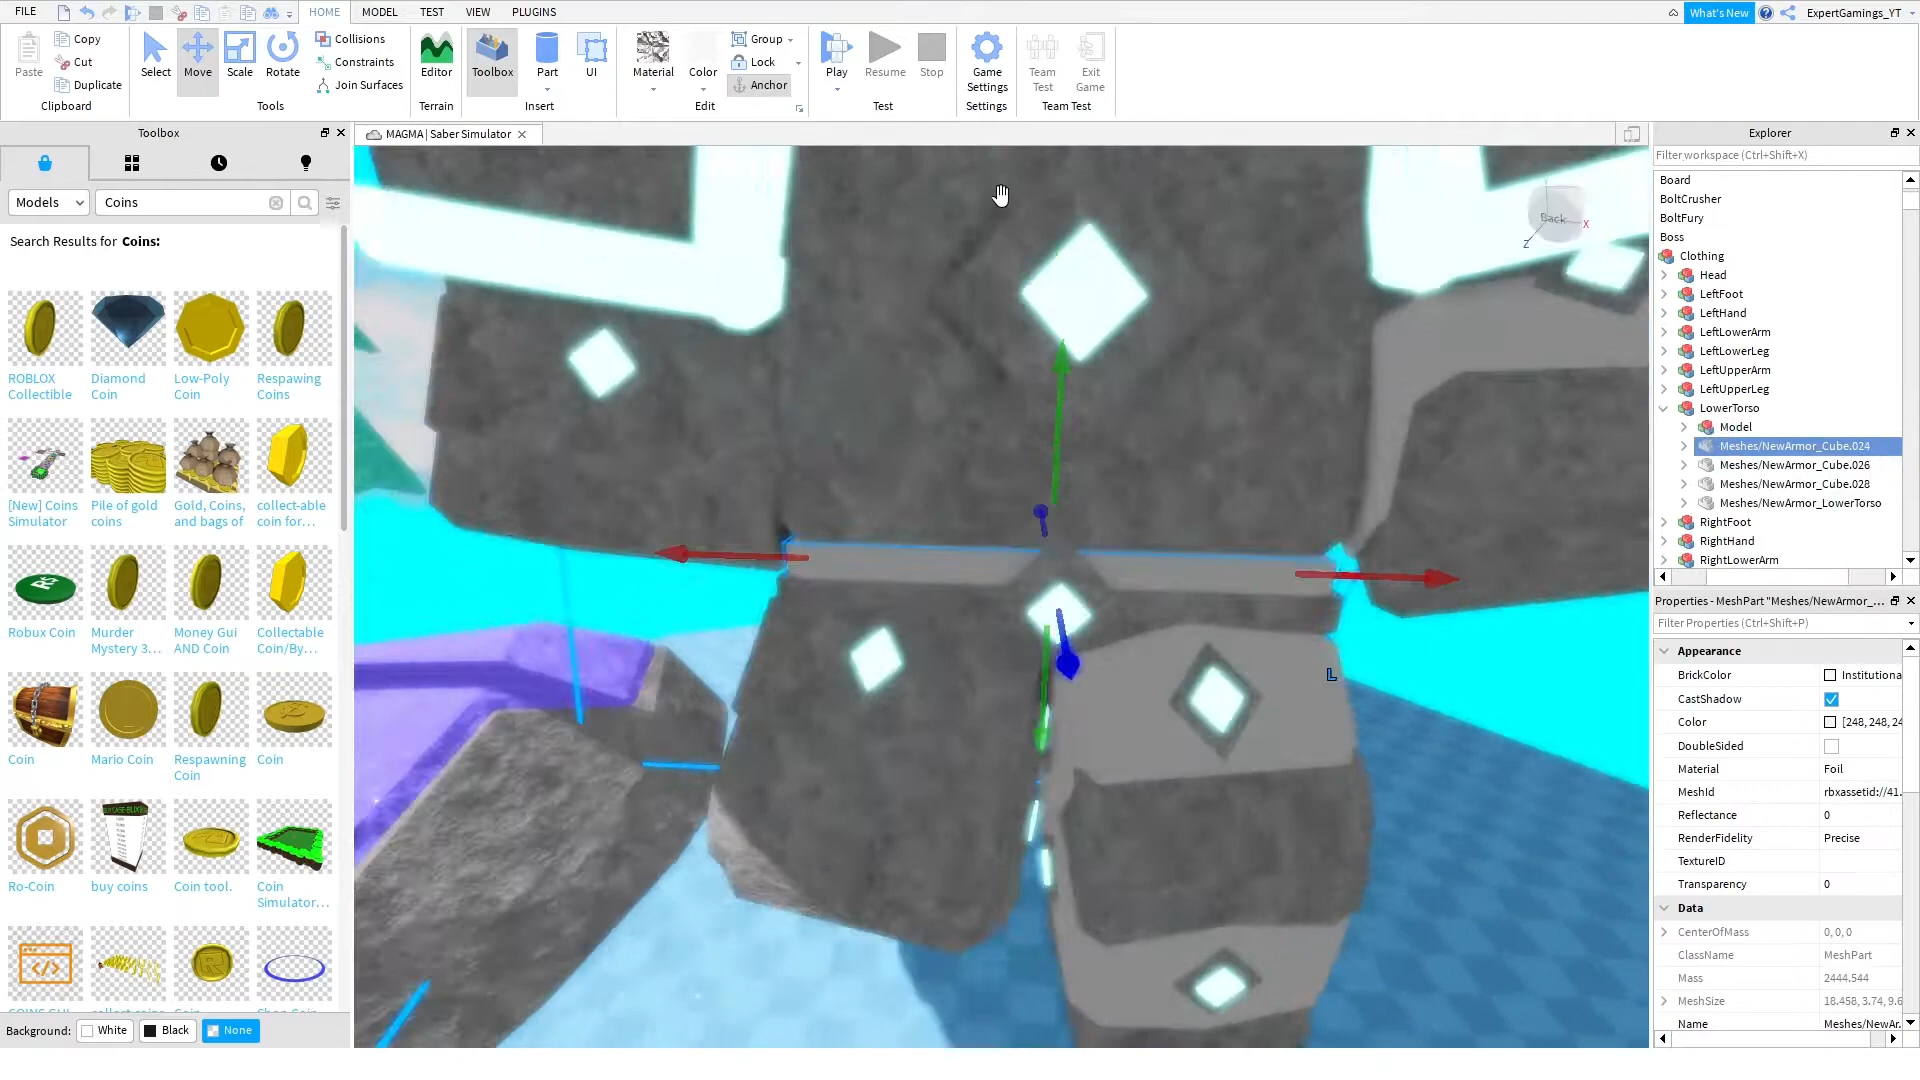 FILE
HOME
MODEL
TEST
VIEW
PLUGINS
What's New
ExpertGamings_YT
Paste
Copy
Cut
Duplicate
Clipboard
Select
Move
Scale
Rotate
Collisions
Constraints
Join Surfaces
Tools
Editor
Terrain
Toolbox
Part
UI
Insert
Material
Color
Group
Lock
Anchor
Edit
Play
Resume
Stop
Test
Game
Settings
Settings
Team
Test
Exit
Game
Team Test
Toolbox
Models
Coins
Search Results for Coins:
ROBLOX
Collectible
Diamond
Coin
Low-Poly
Coin
Respawing
Coins
[New] Coins
Simulator
Pile of gold
coins
Gold, Coins,
and bags of
collect-able
coin for...
Robux Coin
Murder
Mystery 3...
Money Gui
AND Coin
Collectable
Coin/By...
Coin
Mario Coin
Respawning
Coin
Coin
Ro-Coin
buy coins
Coin tool.
Coin
Simulator...
Background:
White
Black
None
MAGMA | Saber Simulator
Back
X
Z
L
Explorer
Filter workspace (Ctrl+Shift+X)
Board
BoltCrusher
BoltFury
Boss
Clothing
Head
LeftFoot
LeftHand
LeftLowerArm
LeftLowerLeg
LeftUpperArm
LeftUpperLeg
LowerTorso
Model
Meshes/NewArmor_Cube.024
Meshes/NewArmor_Cube.026
Meshes/NewArmor_Cube.028
Meshes/NewArmor_LowerTorso
RightFoot
RightHand
RightLowerArm
Properties - MeshPart "Meshes/NewArmor_...
Filter Properties (Ctrl+Shift+P)
Appearance
BrickColor Institutiona
CastShadow
Color [248, 248, 24
DoubleSided
Material Foil
MeshId rbxassetid://41.
Reflectance 0
RenderFidelity Precise
TextureID
Transparency 0
Data
CenterOfMass 0, 0, 0
ClassName MeshPart
Mass 2444.544
MeshSize 18.458, 3.74, 9.6
Name Meshes/NewAr.